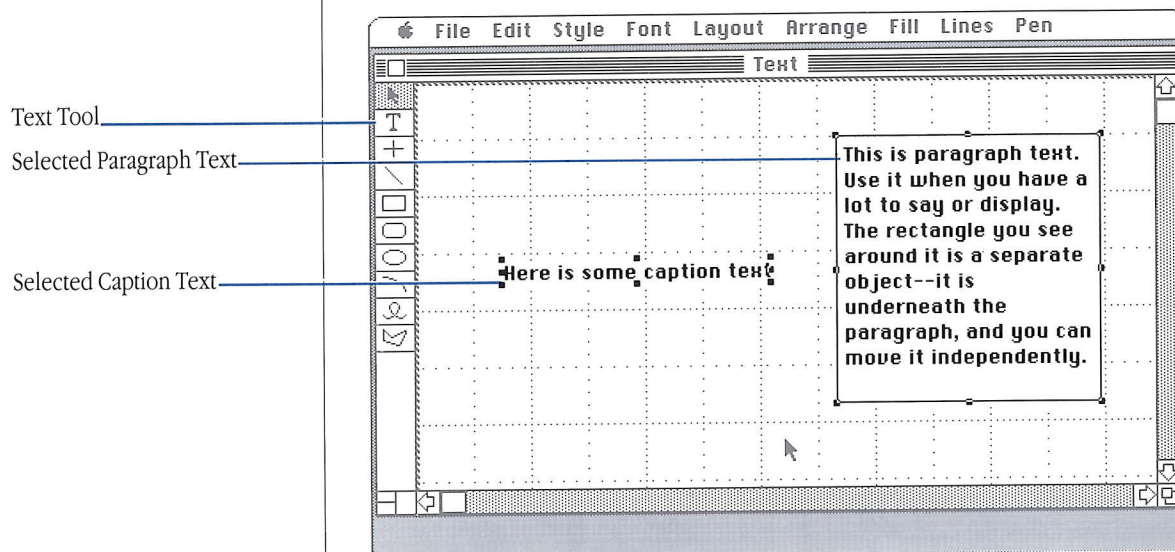 File Edit Style Font Layout Arrange Fill Lines Pen
Text
Text Tool
T
Selected Paragraph Text
This is paragraph text.
Use it when you have a
lot to say or display.
The rectangle you see
around it is a separate
object--it is
underneath the
paragraph, and you can
move it independently.
Selected Caption Text
Here is some caption text